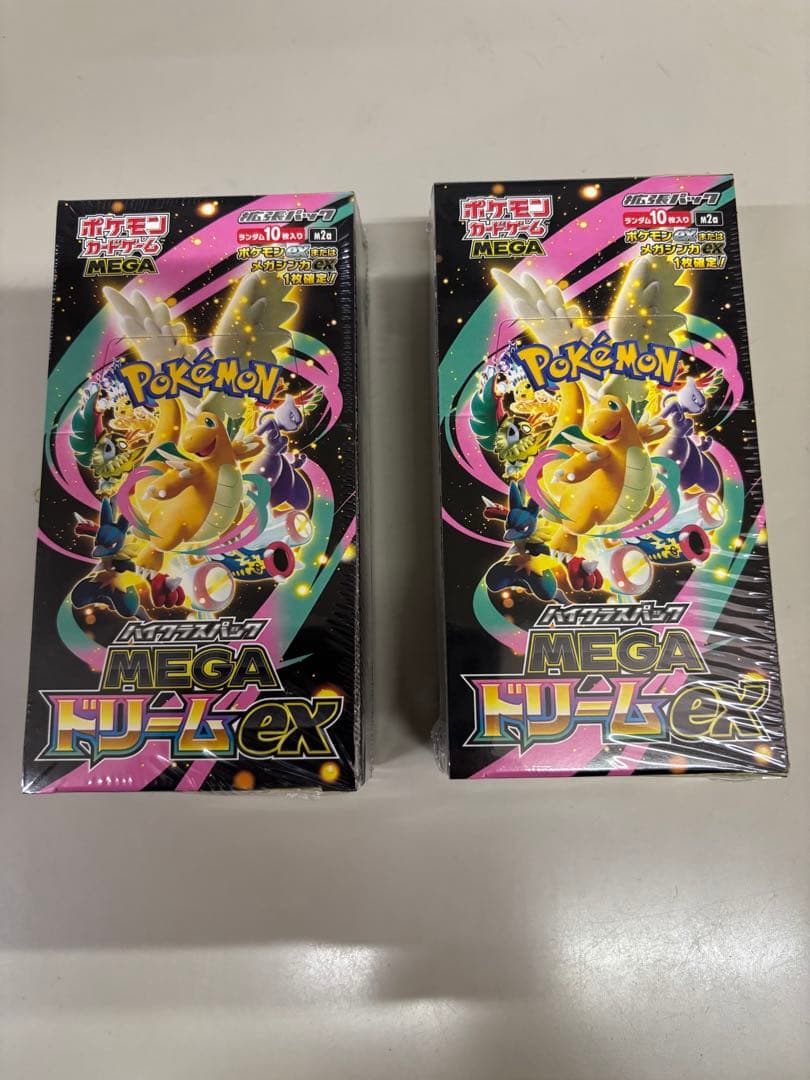 ポケモン
カードゲーム
MEGA
拡張パック
ランダム10枚入り
M2a
ポケモンexまたは
メガシンカex
1枚確定!
POKéMON
ハイクラスパック
MEGA
ドリームex
ポケモン
カードゲーム
MEGA
拡張パック
ランダム10枚入り
M2a
ポケモンexまたは
メガシンカex
1枚確定!
POKéMON
ハイクラスパック
MEGA
ドリームex